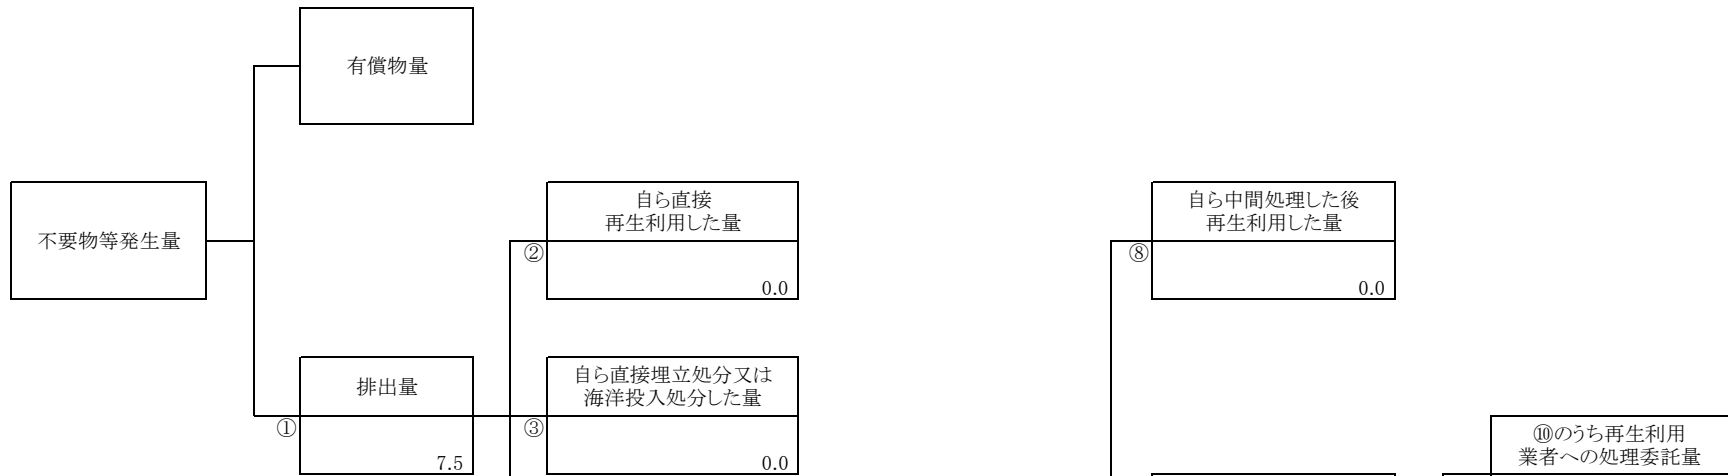 有償物量
不要物等発生量
自ら直接
再生利用した量
②
0.0
自ら中間処理した後
再生利用した量
⑧
0.0
排出量
①
7.5
自ら直接埋立処分又は
海洋投入処分した量
③
0.0
⑩のうち再生利用
業者への処理委託量